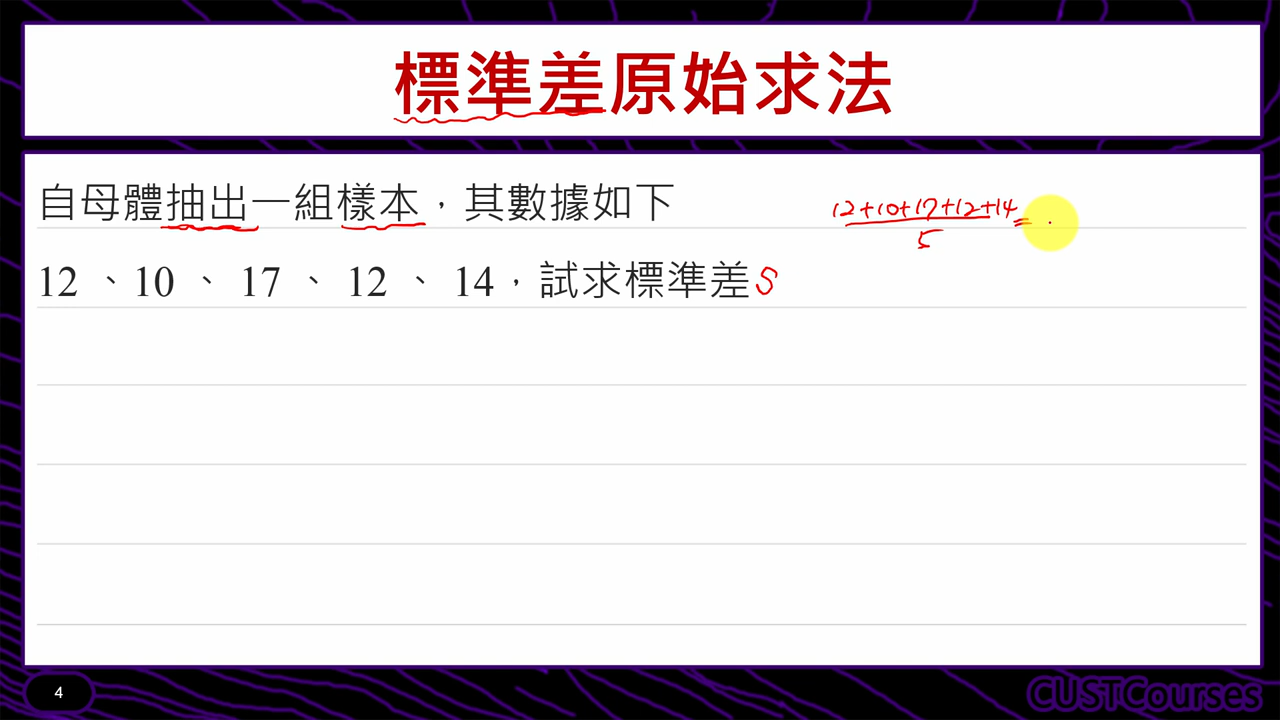 標準差原始求法
自母體抽出一組樣本，其數據如下
12+10+17+12+14 =
5
12、10、17、12、14，試求標準差S
4
CUSTCourses